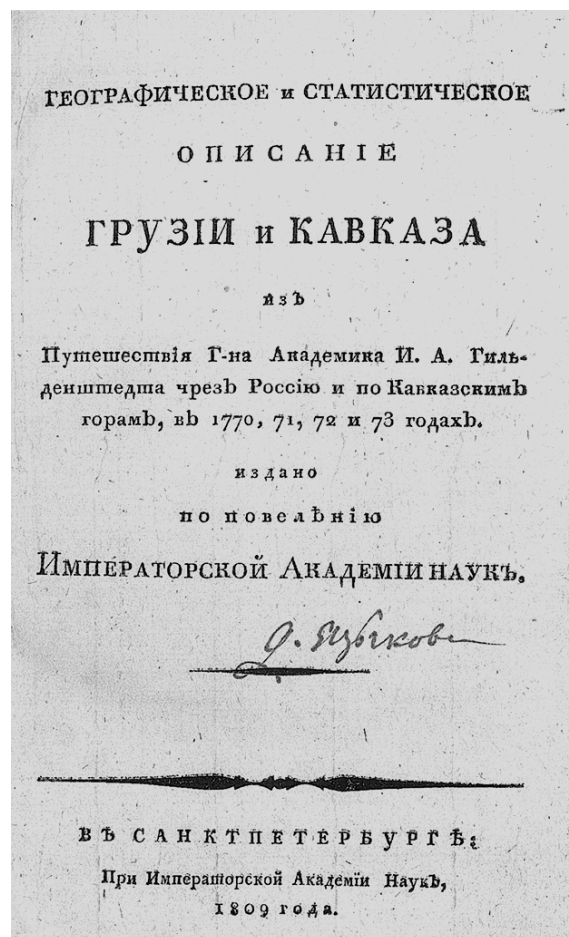 ГЕОГРАФИЧЕСКОЕ и СТАТИСТИЧЕСКОЕ
ОПИСАНІЕ
ГРУЗІИ и КАВКАЗА
изъ
Путешествія Г-на Академика И. А. Гиль-
денштедта чрезъ Россію и по Кавказскимъ
горамъ, въ 1770, 71, 72 и 73 годахъ.
издано
по повелѣнію
ИМПЕРАТОРСКОЙ АКАДЕМІИ НАУКЪ.
ВЪ САНКТПЕТЕРБУРГѢ;
При Императорской Академіи Наукъ,
1809 года.